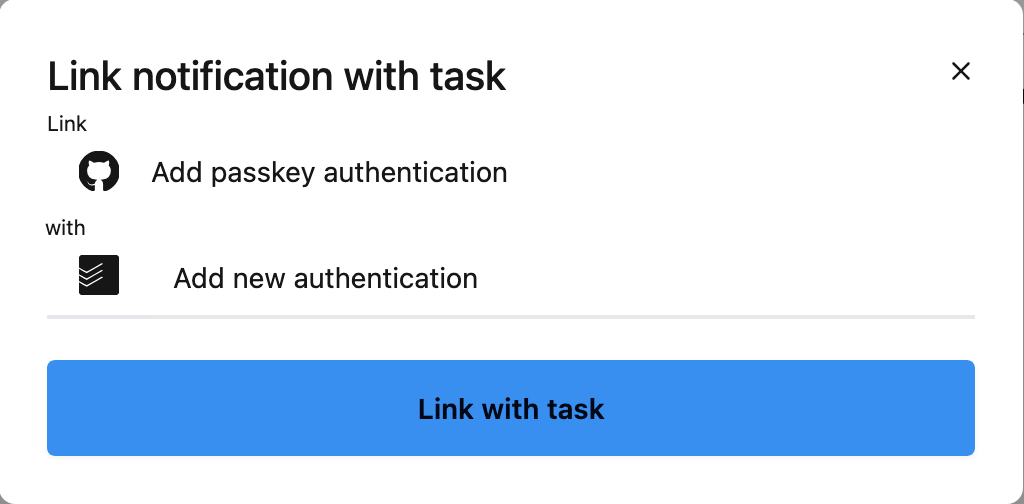 Link notification with task
Link
Add passkey authentication
with
Add new authentication
Link with task